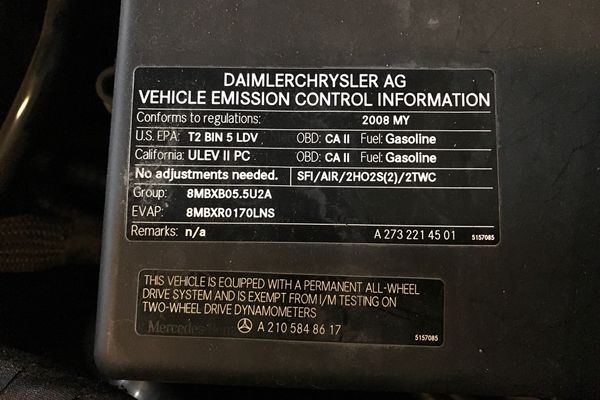 DAIMLERCHRYSLER AG
VEHICLE EMISSION CONTROL INFORMATION
Conforms to regulations: 2008 MY
U.S. EPA: T2 BIN 5 LDV OBD: CA II Fuel: Gasoline
California: ULEV II PC OBD: CA II Fuel: Gasoline
No adjustments needed. SFI/AIR/2HO2S(2)/2TWC
Group: 8MBXB05.5U2A
EVAP: 8MBXR0170LNS
Remarks: n/a A 273 221 45 01 5157085
THIS VEHICLE IS EQUIPPED WITH A PERMANENT ALL-WHEEL
DRIVE SYSTEM AND IS EXEMPT FROM I/M TESTING ON
TWO-WHEEL DRIVE DYNAMOMETERS
Mercedes-Benz A 210 584 86 17 5157085